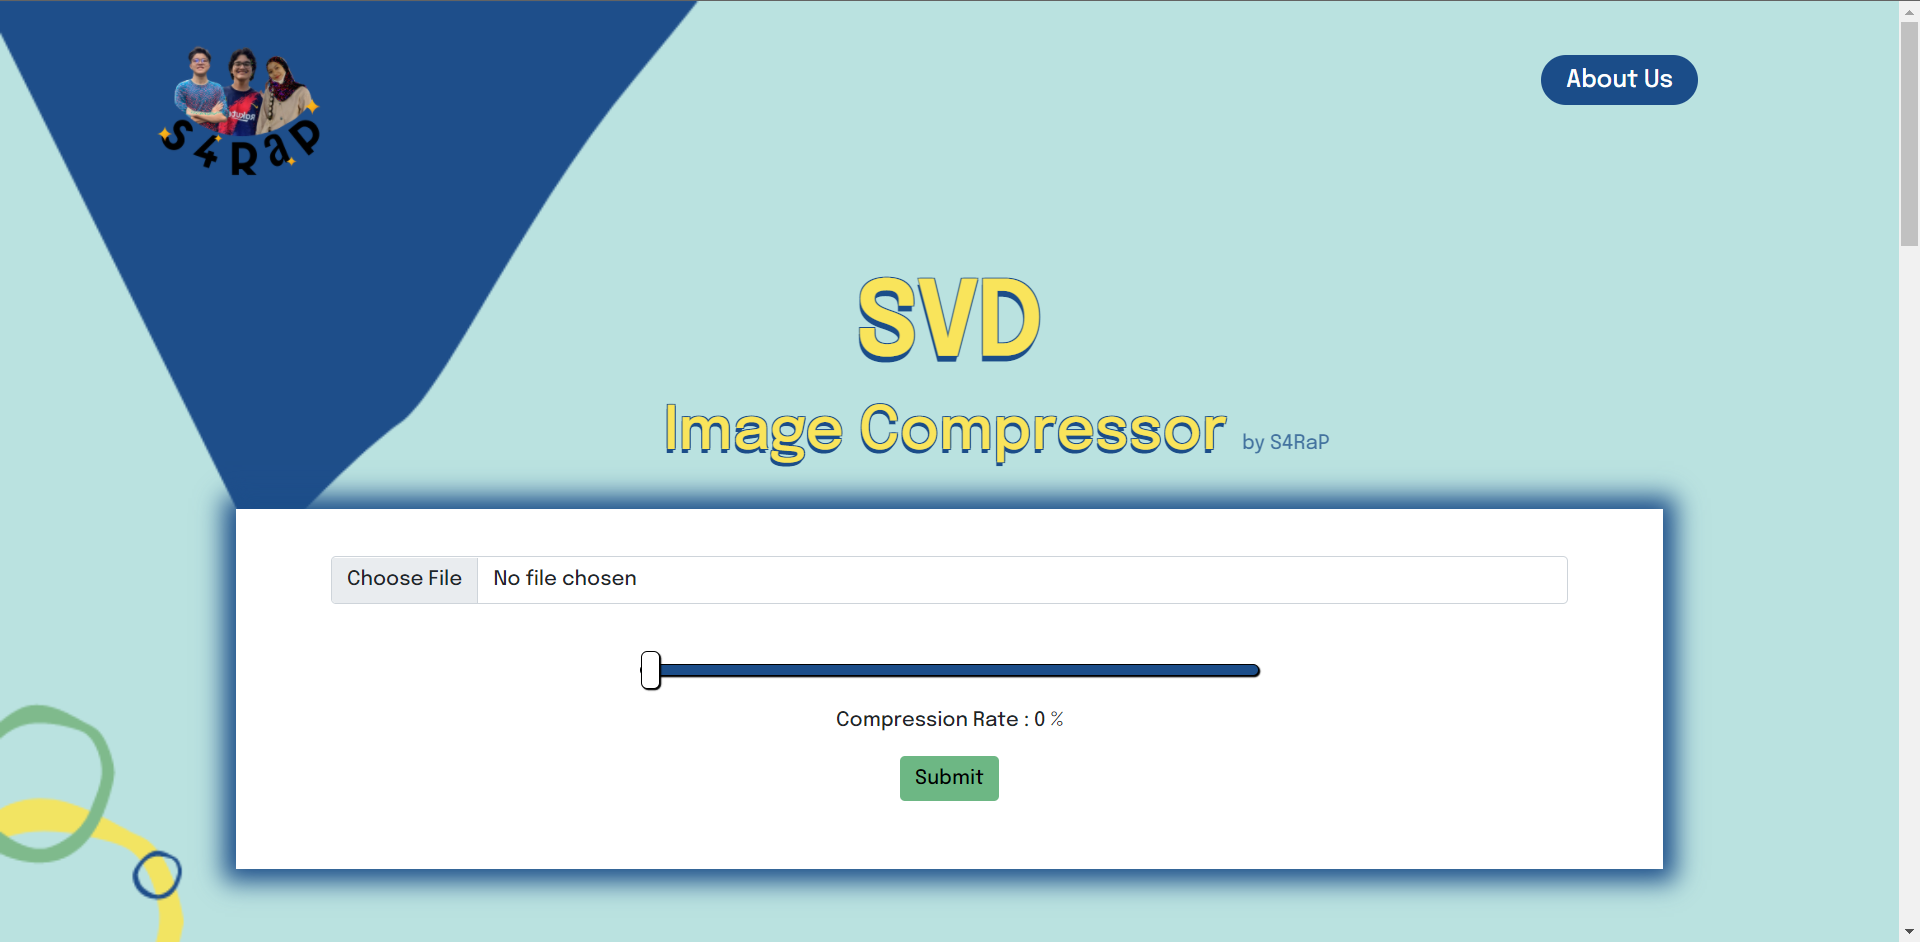 S4RaP
About Us
SVD
Image Compressor by S4RaP
Choose File No file chosen
Compression Rate : 0 %
Submit